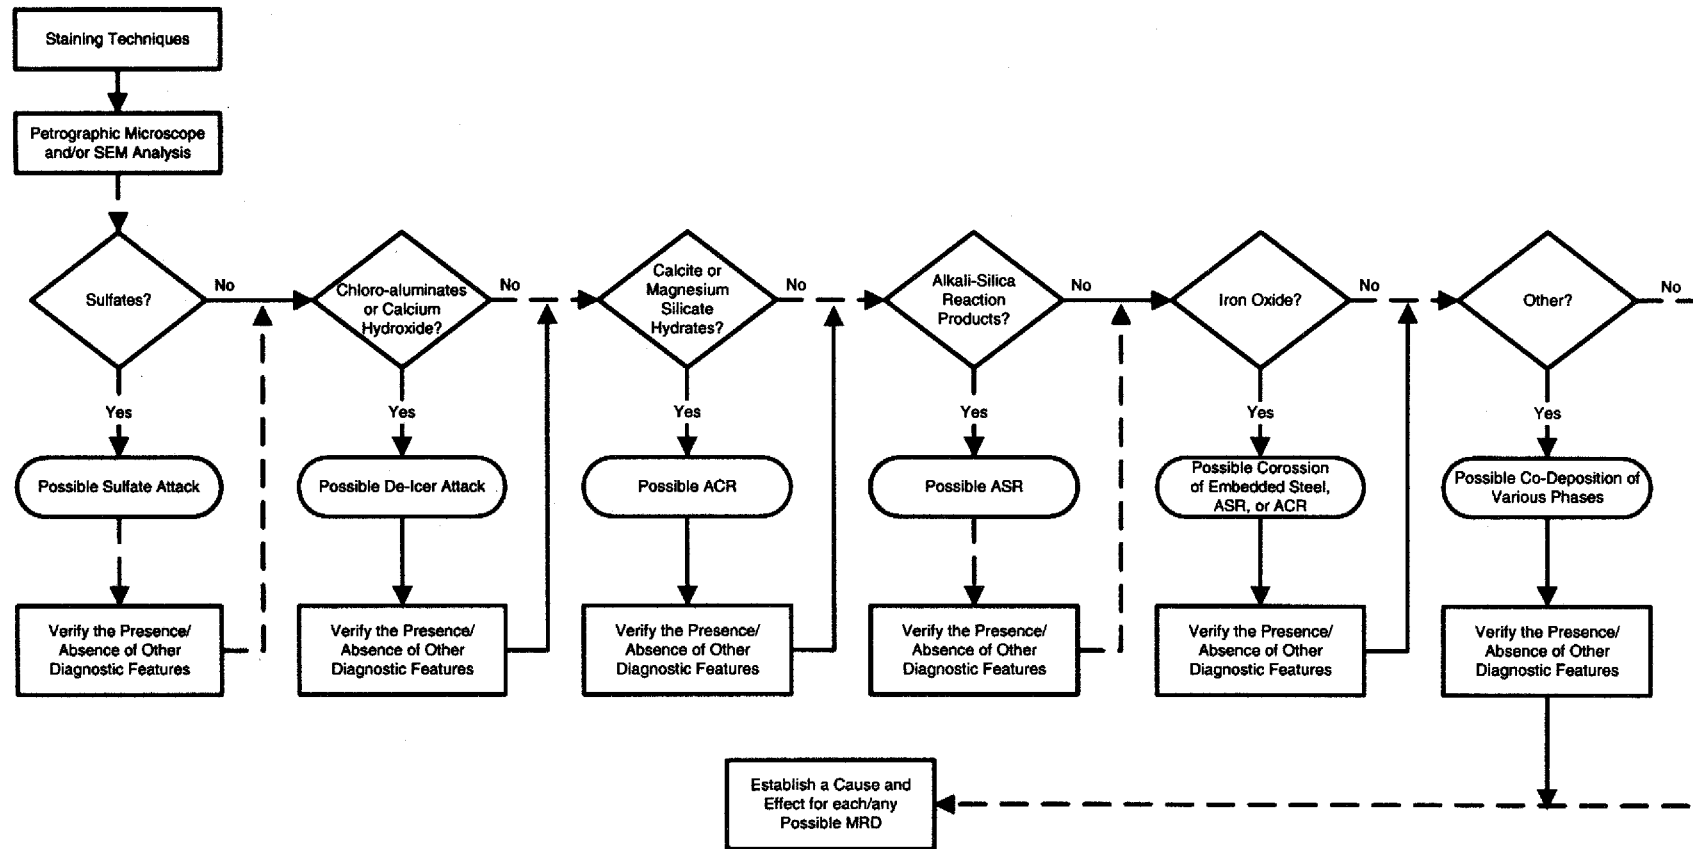 Staining Techniques
Petrographic Microscope
and/or SEM Analysis
Sulfates?
No
Chloro-aluminates
or Calcium
Hydroxide?
No
Calcite or
Magnesium
Silicate
Hydrates?
No
Alkali-Silica
Reaction
Products?
No
Iron Oxide?
No
Other?
No
Yes
Yes
Yes
Yes
Yes
Yes
Possible Sulfate Attack
Possible De-Icer Attack
Possible ACR
Possible ASR
Possible Corossion
of Embedded Steel,
ASR, or ACR
Possible Co-Deposition of
Various Phases
Verify the Presence/
Absence of Other
Diagnostic Features
Verify the Presence/
Absence of Other
Diagnostic Features
Verify the Presence/
Absence of Other
Diagnostic Features
Verify the Presence/
Absence of Other
Diagnostic Features
Verify the Presence/
Absence of Other
Diagnostic Features
Verify the Presence/
Absence of Other
Diagnostic Features
Establish a Cause and
Effect for each/any
Possible MRD